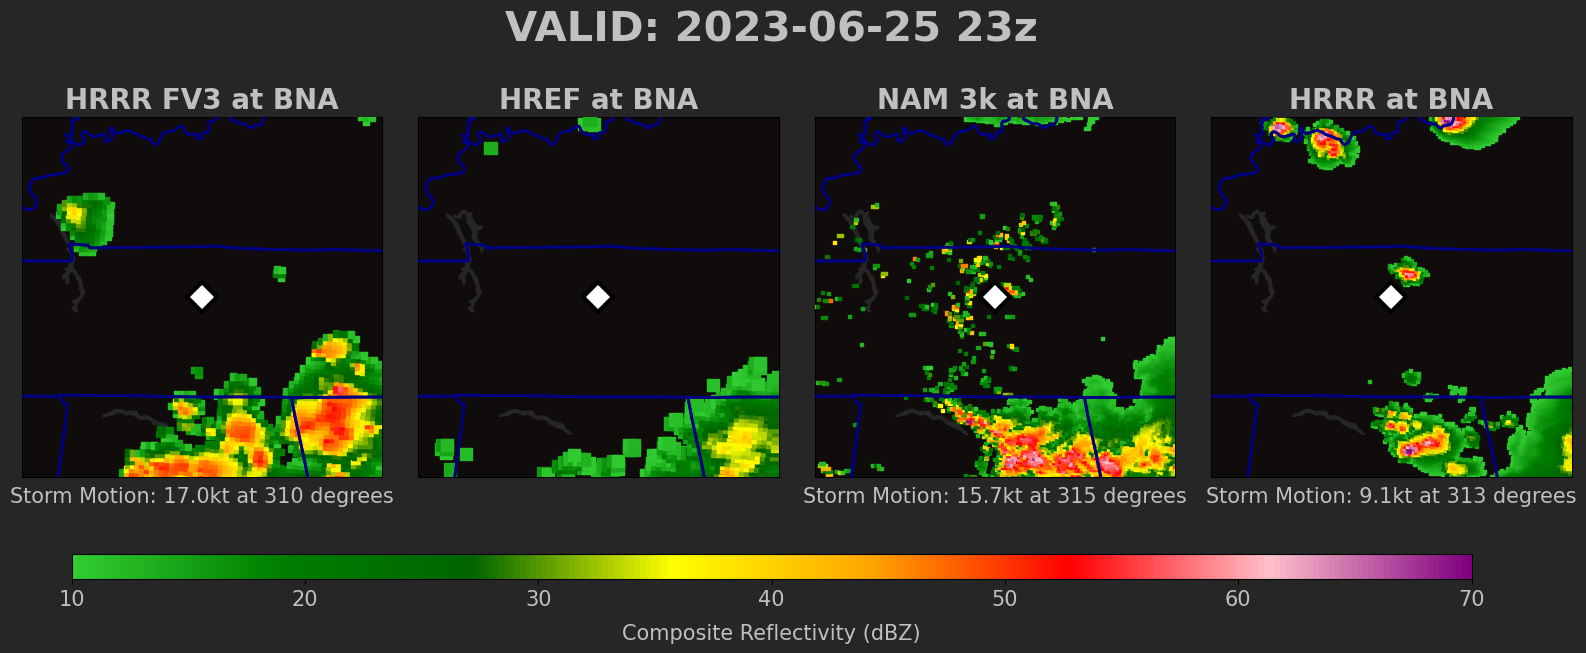 VALID: 2023-06-25 23z
HRRR FV3 at BNA
HREF at BNA
NAM 3k at BNA
HRRR at BNA
Storm Motion: 17.0kt at 310 degrees
Storm Motion: 15.7kt at 315 degrees
Storm Motion: 9.1kt at 313 degrees
10 20 30 40 50 60 70
Composite Reflectivity (dBZ)